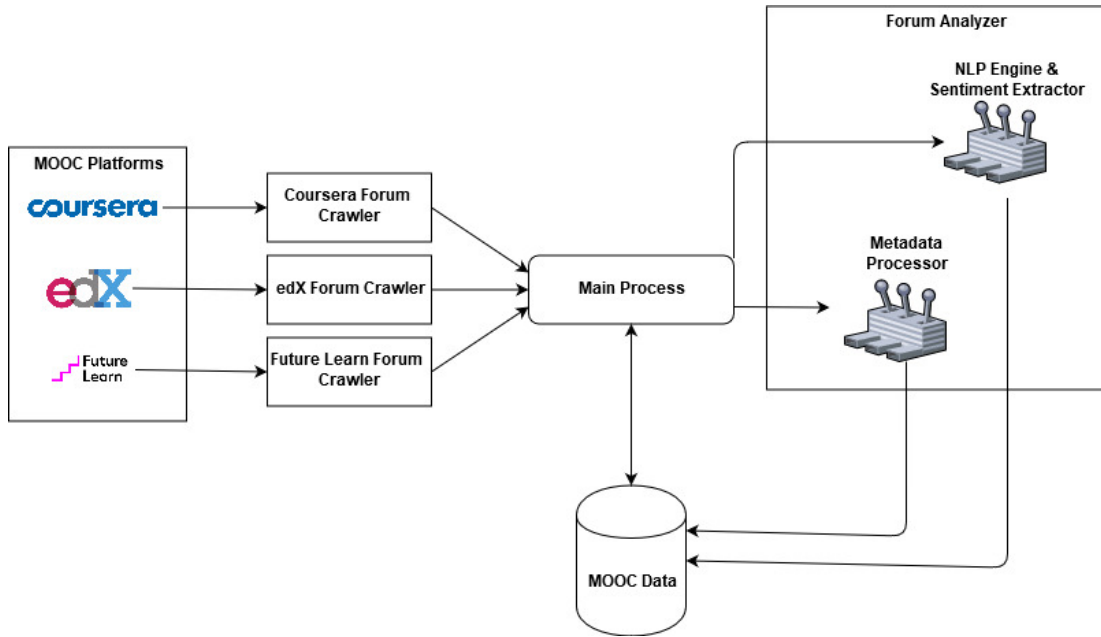 Forum Analyzer
NLP Engine &
Sentiment Extractor
MOOC Platforms
coursera
Coursera Forum
Crawler
edX
edX Forum Crawler
Future
Learn
Future Learn Forum
Crawler
Main Process
Metadada
Processor
MOOC Data